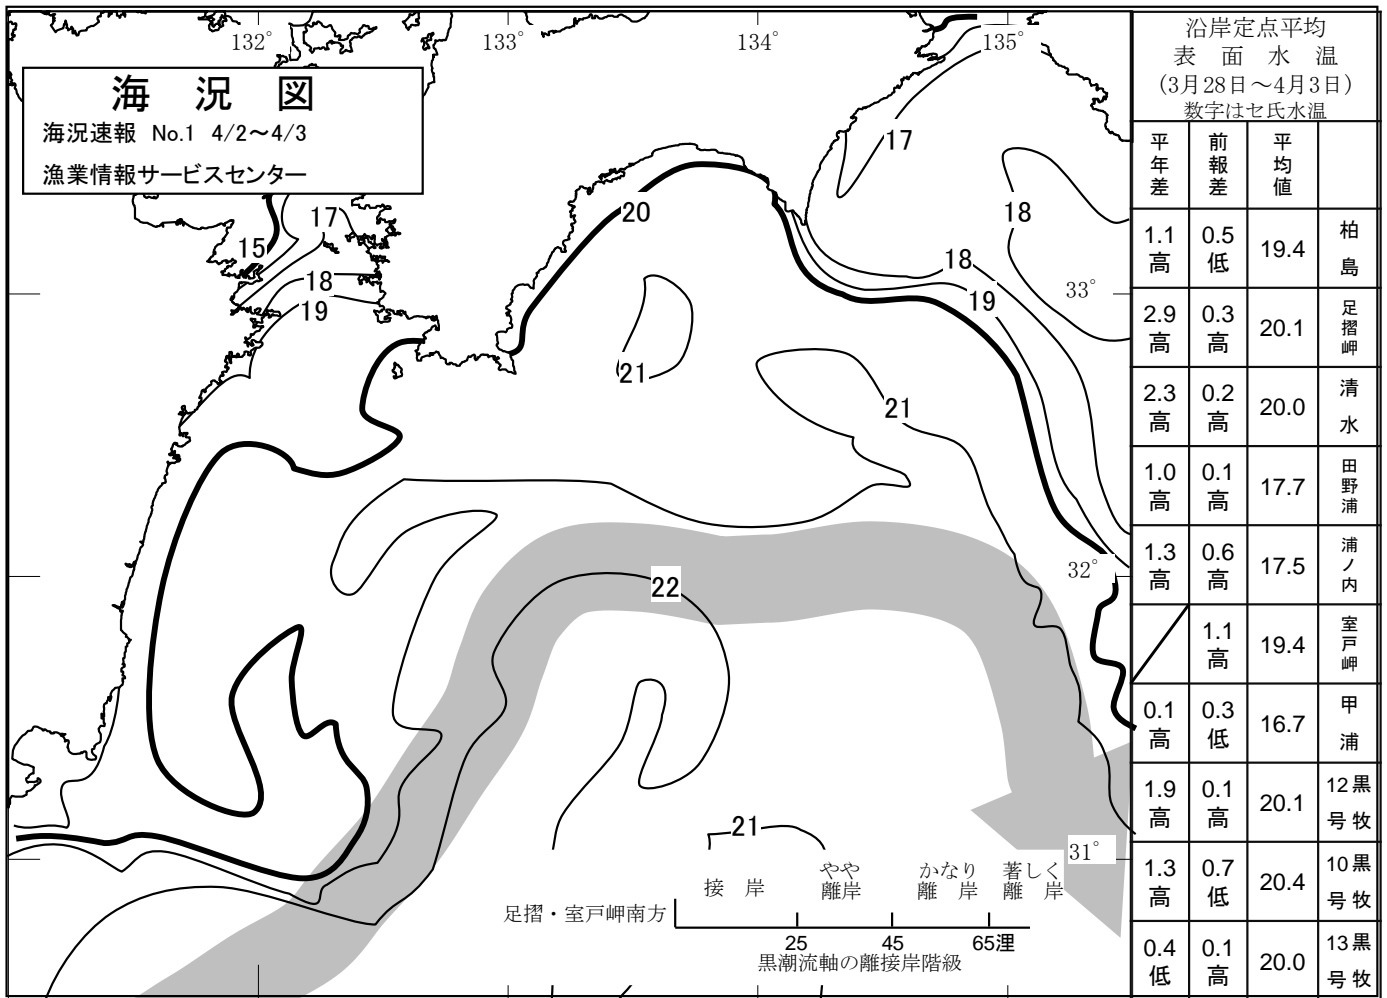 132°
133°
134°
135°
海 況 図
海況速報 No.1 4/2～4/3
漁業情報サービスセンター
17
18
17
15
18
19
20
18
19
33°
21
21
32°
22
21
31°
接 岸
やや
離岸
かなり
離 岸
著しく
離 岸
足摺・室戸岬南方
25
45
65浬
黒潮流軸の離接岸階級
沿岸定点平均
表 面 水 温
（3月28日～4月3日）
数字はセ氏水温
平年差 前報差 平均値
1.1高 0.5低 19.4 柏島
2.9高 0.3高 20.1 足摺岬
2.3高 0.2高 20.0 清水
1.0高 0.1高 17.7 田野浦
1.3高 0.6高 17.5 浦ノ内
1.1高 19.4 室戸岬
0.1高 0.3低 16.7 甲浦
1.9高 0.1高 20.1 黒牧12号
1.3高 0.7低 20.4 黒牧10号
0.4低 0.1高 20.0 黒牧13号